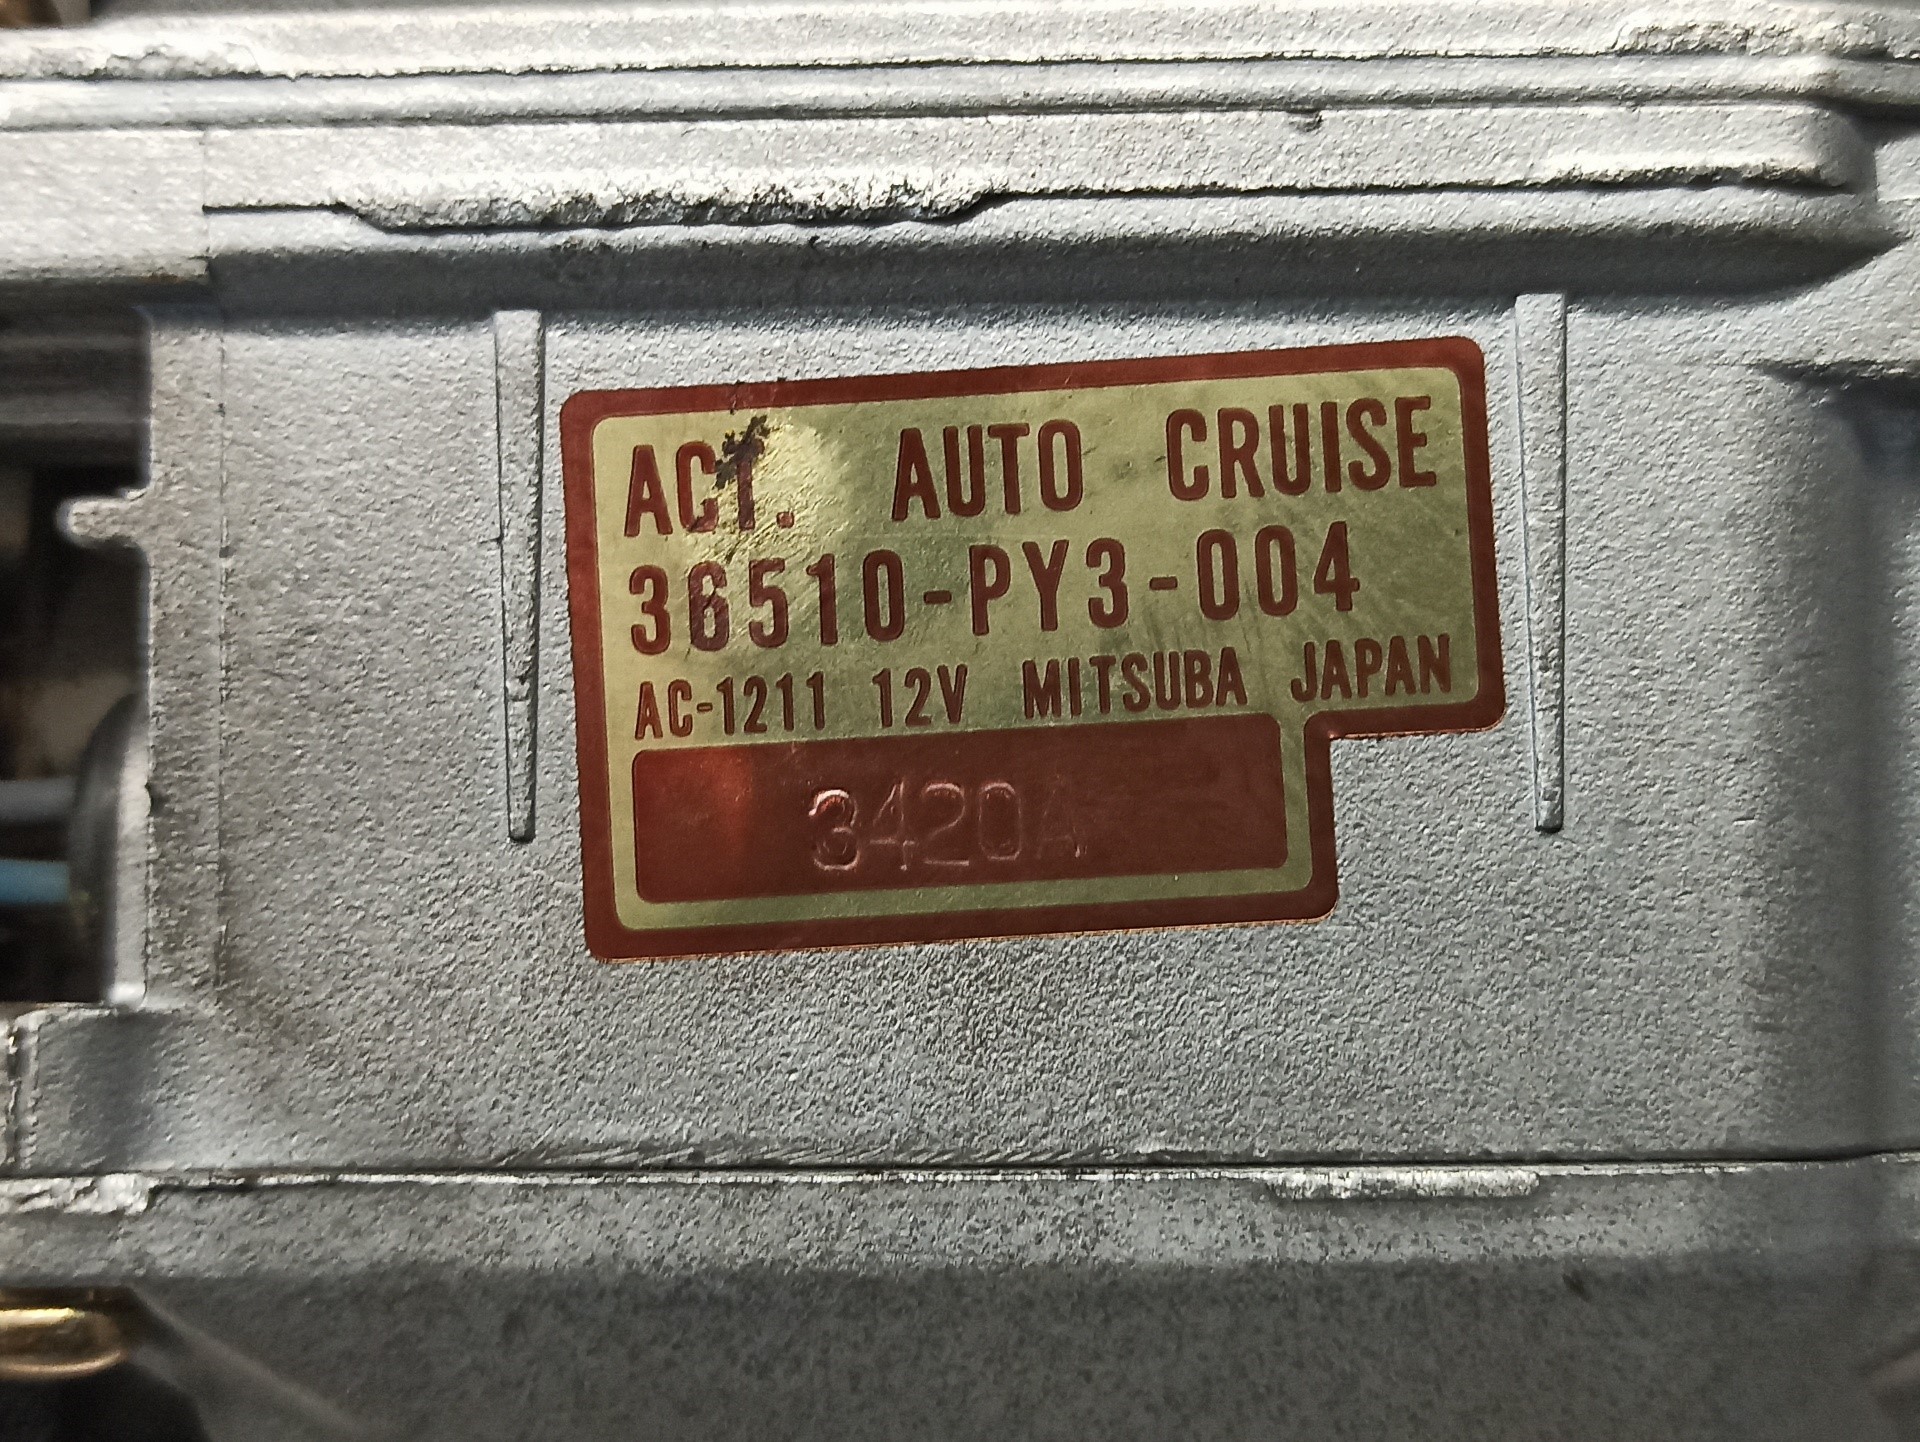 ACT. AUTO CRUISE
36510-PY3-004
AC-1211 12V MITSUBA JAPAN
3420A